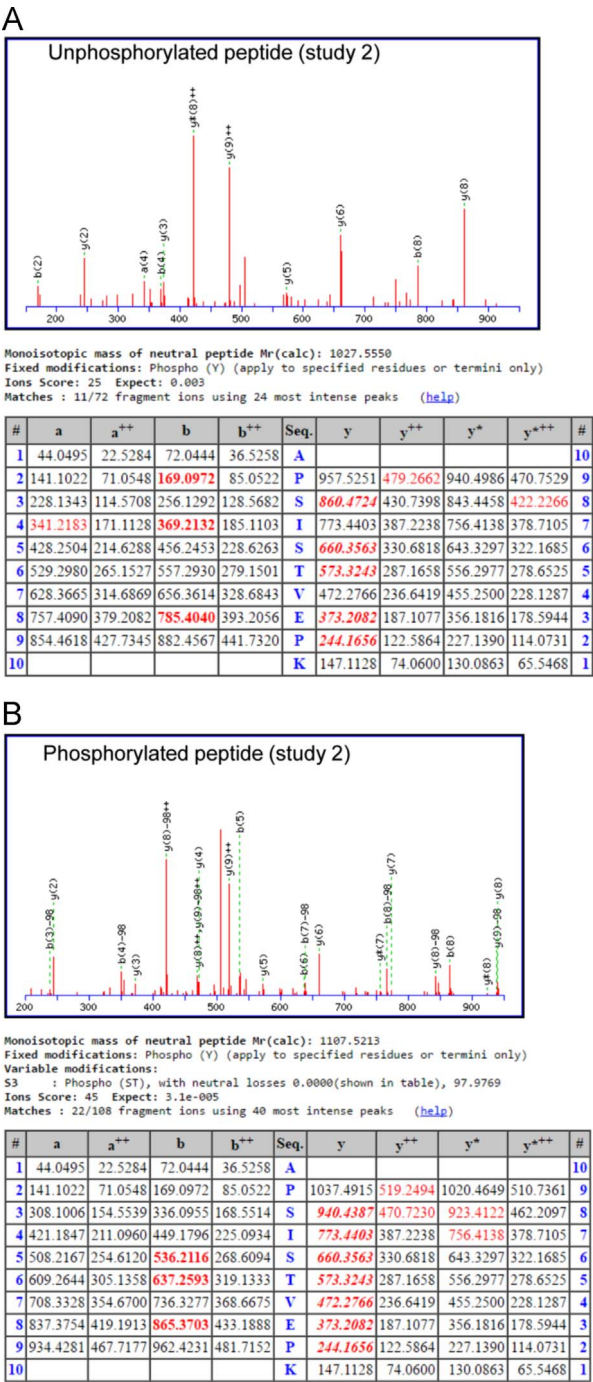 A
Unphosphorylated peptide (study 2)
b(2)
y(2)
a(4)
b(4)
y(3)
y*(8)++
y(9)++
y(5)
y(6)
b(8)
y(8)
200 300 400 500 600 700 800 900
Monoisotopic mass of neutral peptide Mr(calc): 1027.5550
Fixed modifications: Phospho (Y) (apply to specified residues or termini only)
Ions Score: 25 Expect: 0.003
Matches : 11/72 fragment ions using 24 most intense peaks (help)
# a a++ b b++ Seq. y y++ y* y*++ #
1 44.0495 22.5284 72.0444 36.5258 A 10
2 141.1022 71.0548 169.0972 85.0522 P 957.5251 479.2662 940.4986 470.7529 9
3 228.1343 114.5708 256.1292 128.5682 S 860.4724 430.7398 843.4458 422.2266 8
4 341.2183 171.1128 369.2132 185.1103 I 773.4403 387.2238 756.4138 378.7105 7
5 428.2504 214.6288 456.2453 228.6263 S 660.3563 330.6818 643.3297 322.1685 6
6 529.2980 265.1527 557.2930 279.1501 T 573.3243 287.1658 556.2977 278.6525 5
7 628.3665 314.6869 656.3614 328.6843 V 472.2766 236.6419 455.2500 228.1287 4
8 757.4090 379.2082 785.4040 393.2056 E 373.2082 187.1077 356.1816 178.5944 3
9 854.4618 427.7345 882.4567 441.7320 P 244.1656 122.5864 227.1390 114.0731 2
10 K 147.1128 74.0600 130.0863 65.5468 1
B
Phosphorylated peptide (study 2)
b(3)-98
y(2)
b(4)-98
y(3)
y(8)-98++
y(8)++,y(9)-98++
y(4)
y(9)++
b(5)
y(5)
b(6)
b(7)-98
y(6)
y*(7)
b(8)-98
y(7)
y(8)-98
b(8)
y*(8)
y(9)-98
y(8)
200 300 400 500 600 700 800 900
Monoisotopic mass of neutral peptide Mr(calc): 1107.5213
Fixed modifications: Phospho (Y) (apply to specified residues or termini only)
Variable modifications:
S3 : Phospho (ST), with neutral losses 0.0000(shown in table), 97.9769
Ions Score: 45 Expect: 3.1e-005
Matches : 22/108 fragment ions using 40 most intense peaks (help)
# a a++ b b++ Seq. y y++ y* y*++ #
1 44.0495 22.5284 72.0444 36.5258 A 10
2 141.1022 71.0548 169.0972 85.0522 P 1037.4915 519.2494 1020.4649 510.7361 9
3 308.1006 154.5539 336.0955 168.5514 S 940.4387 470.7230 923.4122 462.2097 8
4 421.1847 211.0960 449.1796 225.0934 I 773.4403 387.2238 756.4138 378.7105 7
5 508.2167 254.6120 536.2116 268.6094 S 660.3563 330.6818 643.3297 322.1685 6
6 609.2644 305.1358 637.2593 319.1333 T 573.3243 287.1658 556.2977 278.6525 5
7 708.3328 354.6700 736.3277 368.6675 V 472.2766 236.6419 455.2500 228.1287 4
8 837.3754 419.1913 865.3703 433.1888 E 373.2082 187.1077 356.1816 178.5944 3
9 934.4281 467.7177 962.4231 481.7152 P 244.1656 122.5864 227.1390 114.0731 2
10 K 147.1128 74.0600 130.0863 65.5468 1